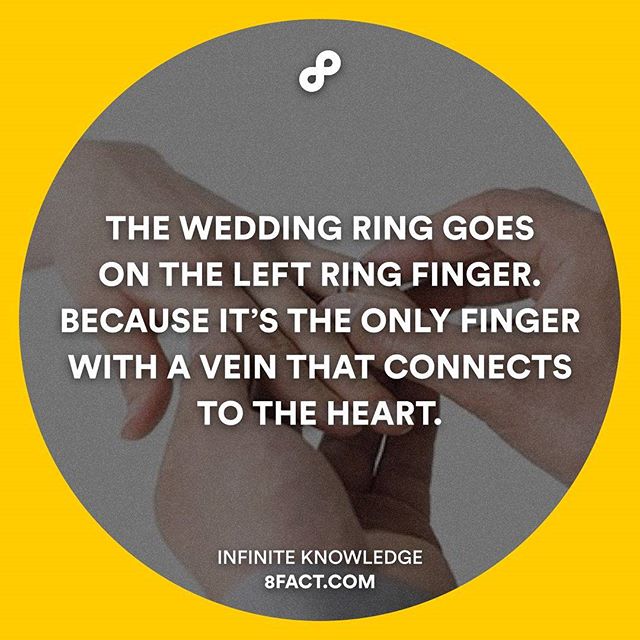 THE WEDDING RING GOES
ON THE LEFT RING FINGER.
BECAUSE IT'S THE ONLY FINGER
WITH A VEIN THAT CONNECTS
TO THE HEART.
INFINITE KNOWLEDGE
8FACT.COM